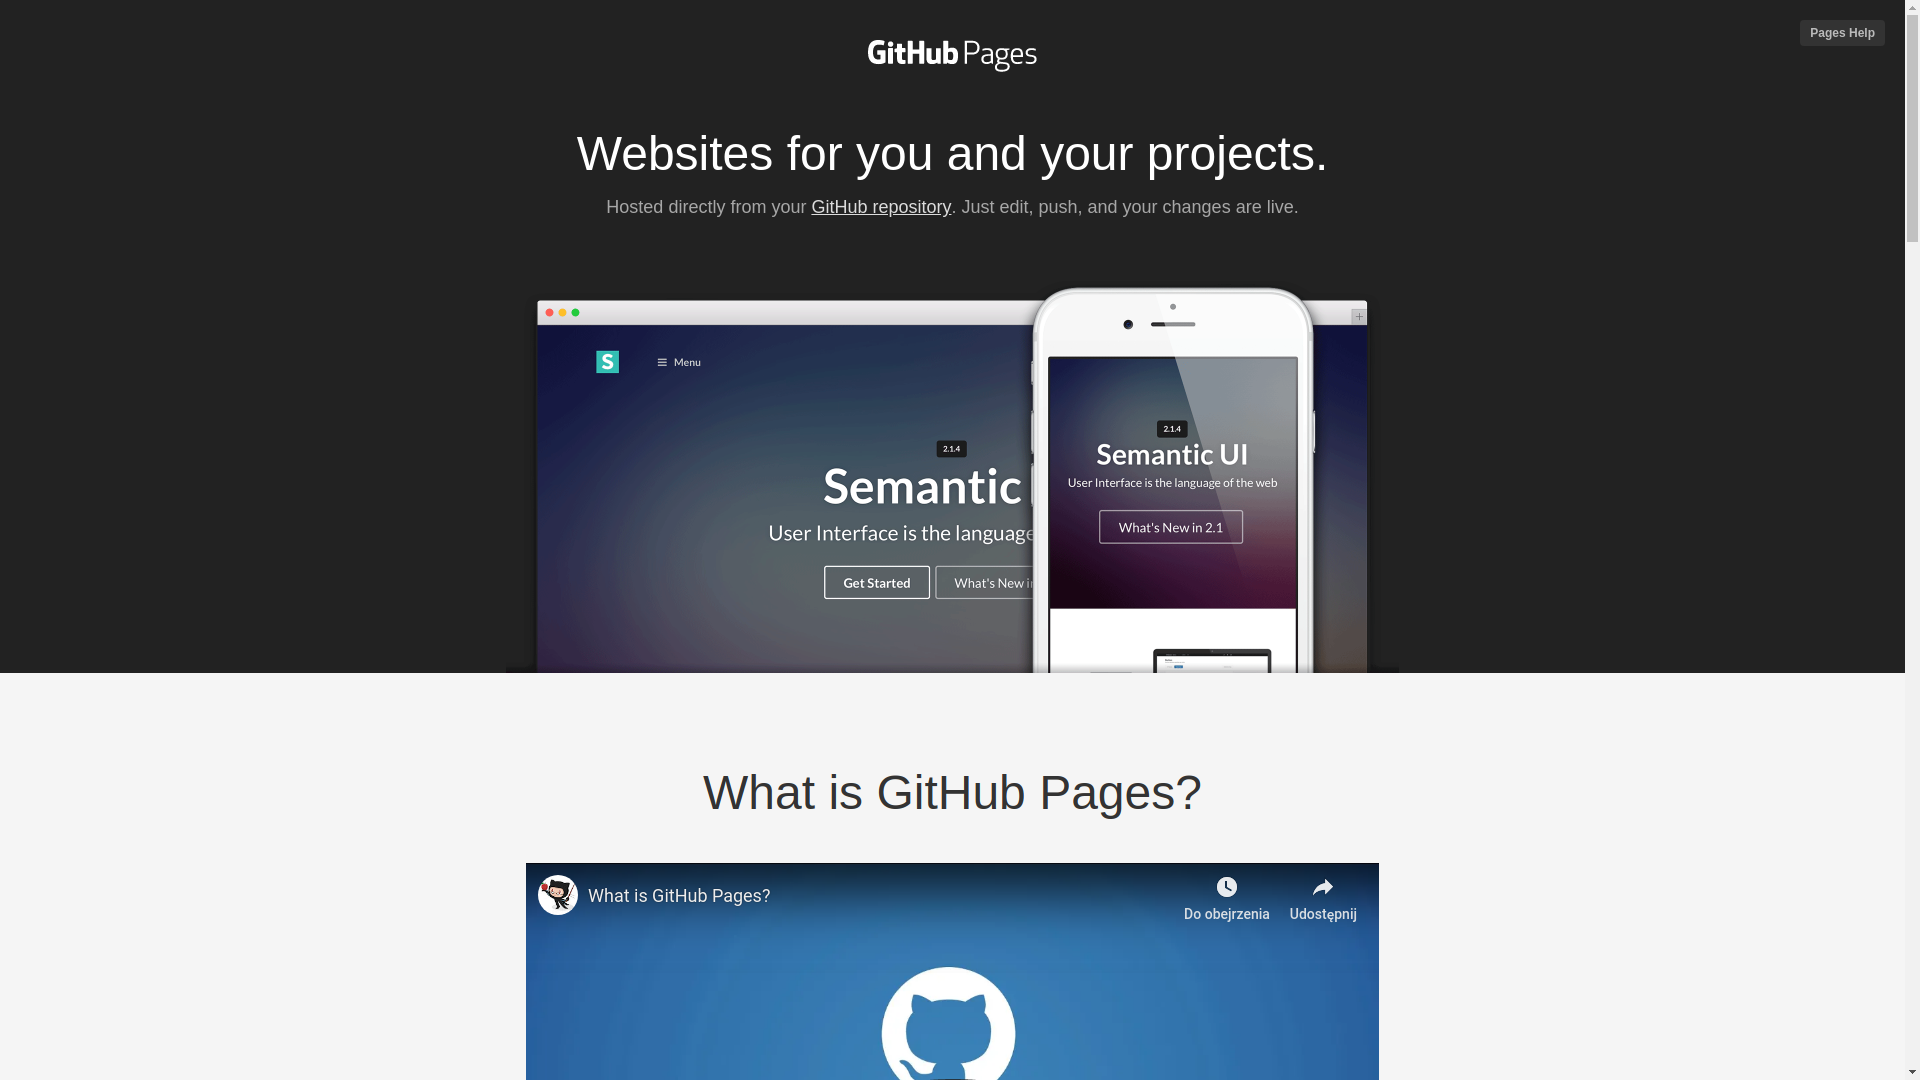 Pages Help
GitHub Pages
Websites for you and your projects.
Hosted directly from your GitHub repository. Just edit, push, and your changes are live.
S
Menu
2.1.4
Semantic
User Interface is the language
Get Started
What's New in
2.1.4
Semantic UI
User Interface is the language of the web
What's New in 2.1
What is GitHub Pages?
What is GitHub Pages?
Do obejrzenia
Udostępnij